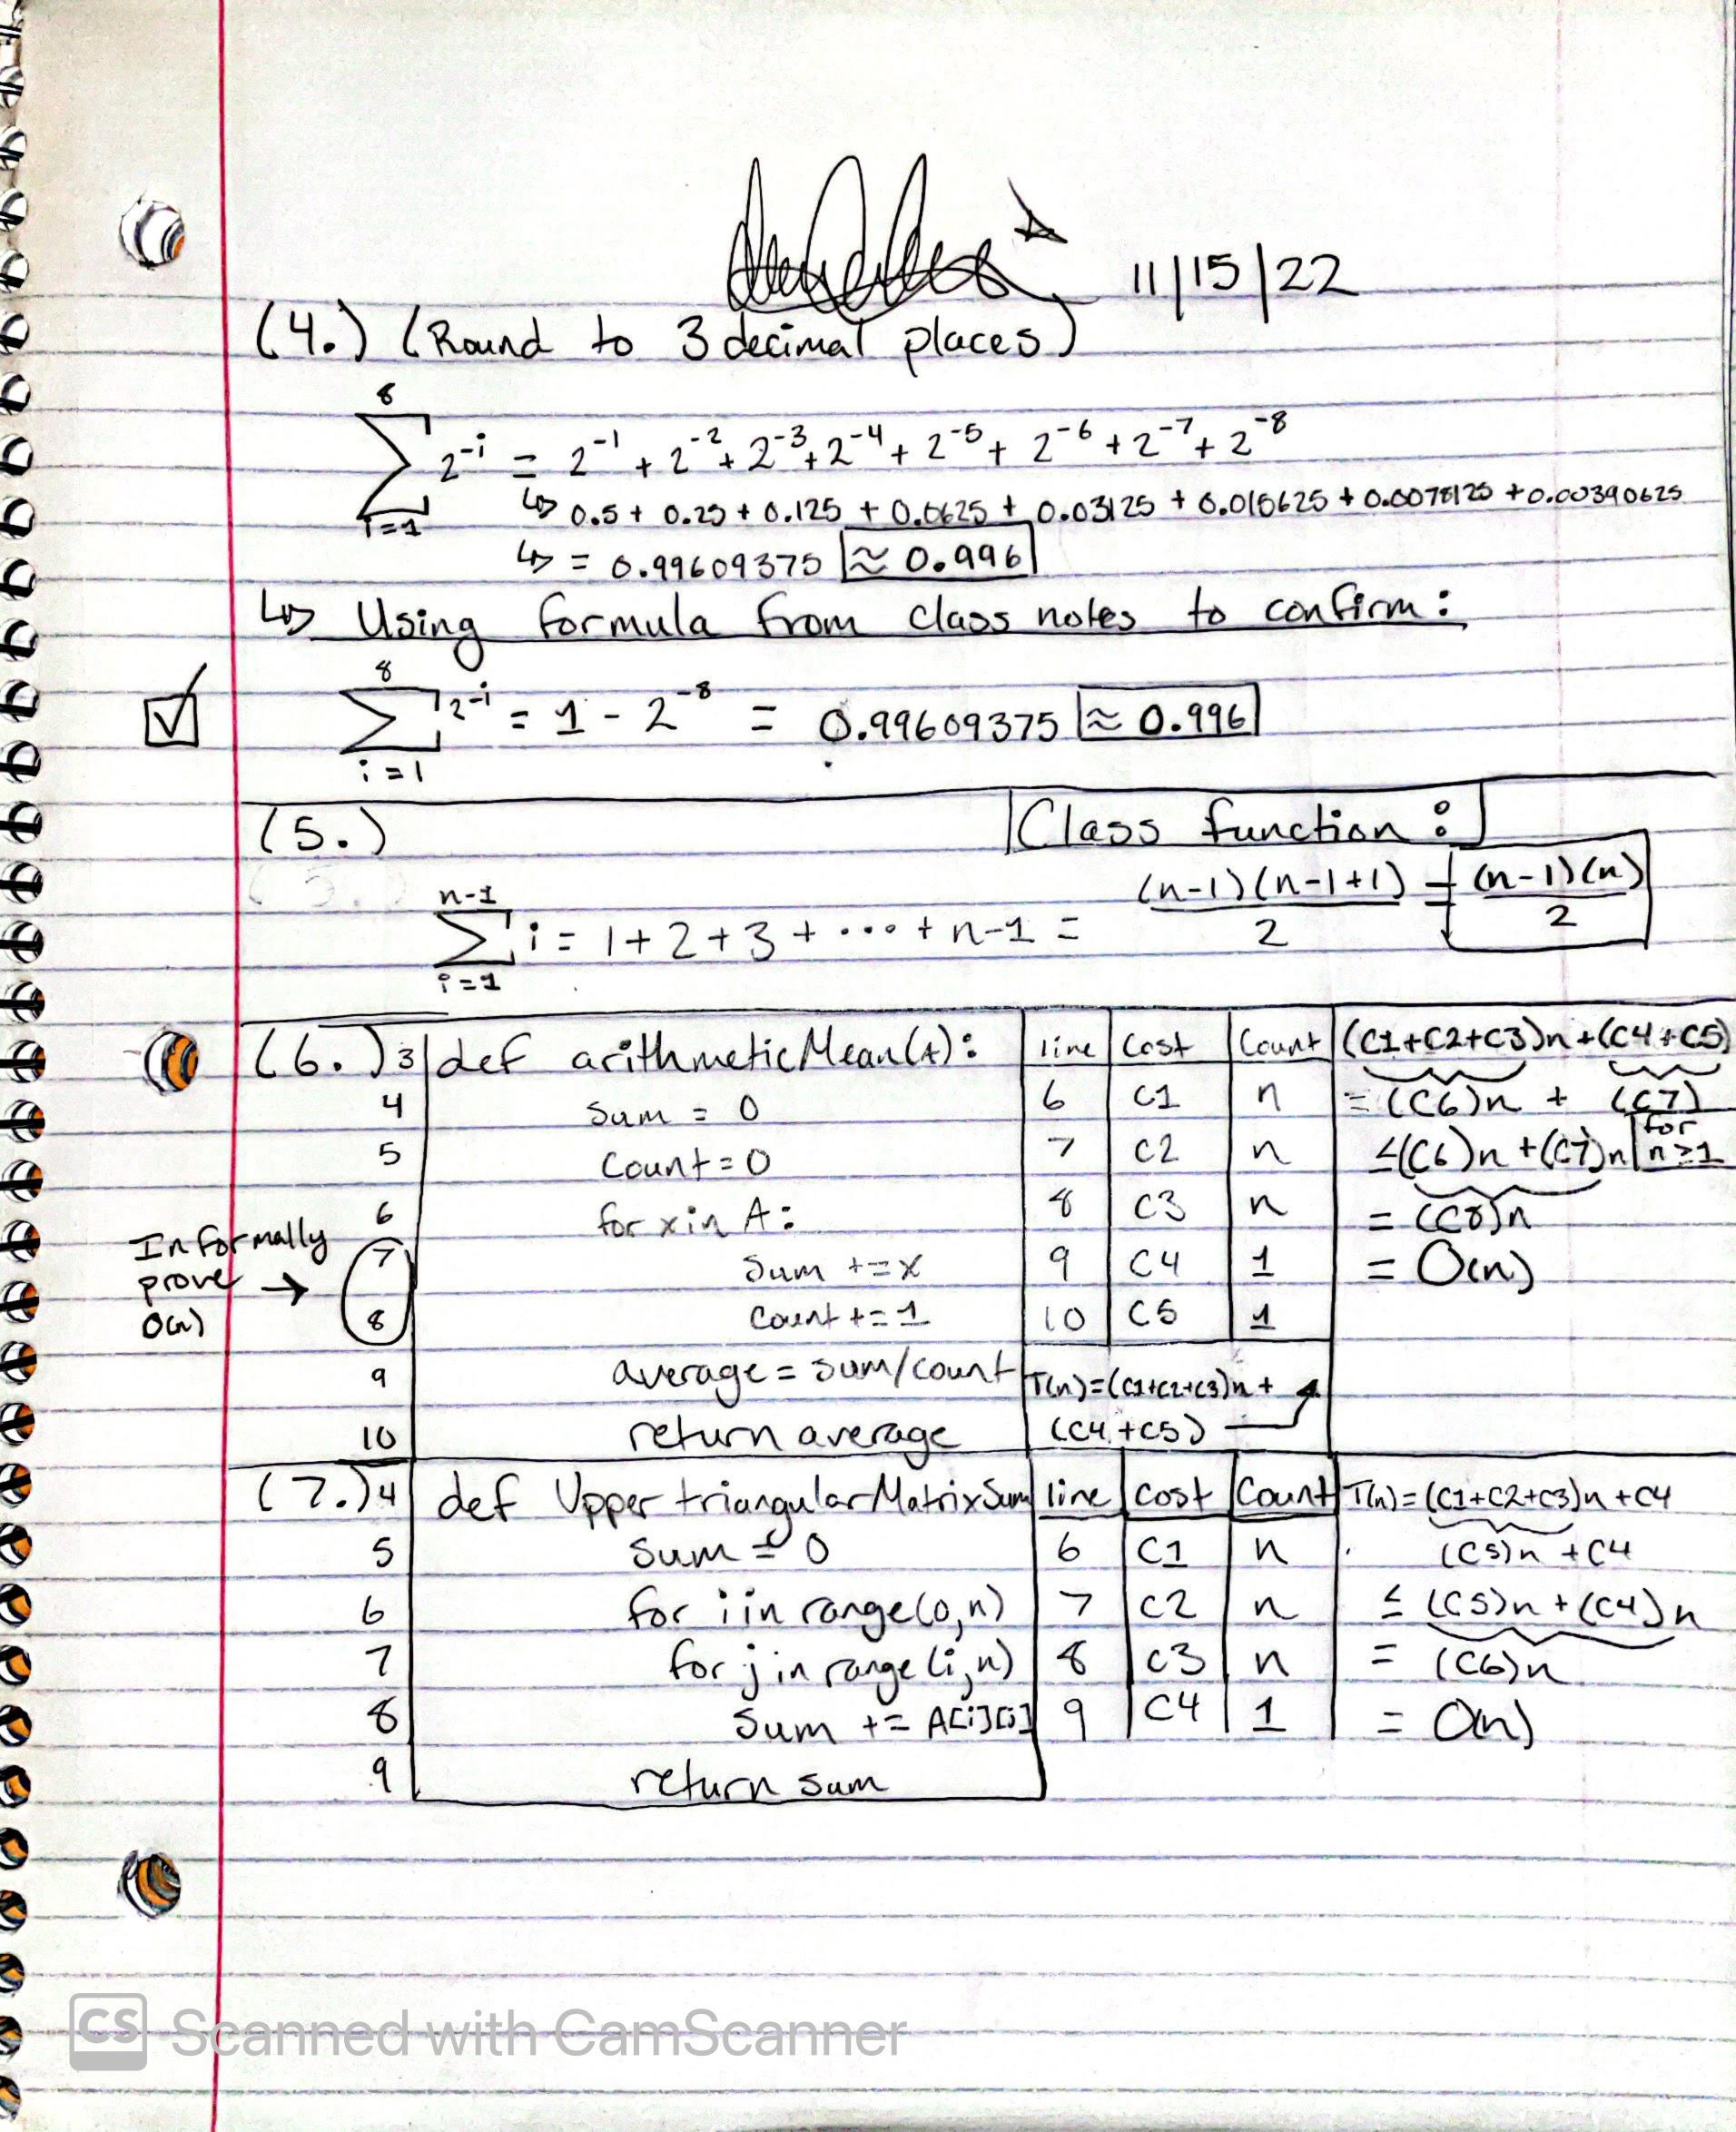 11/15/22
(4.) (Round to 3 decimal places)
8
∑ 2^-i = 2^-1 + 2^-2 + 2^-3 + 2^-4 + 2^-5 + 2^-6 + 2^-7 + 2^-8
i=1
↳ 0.5 + 0.25 + 0.125 + 0.0625 + 0.03125 + 0.015625 + 0.0078125 + 0.00390625
↳ = 0.99609375 ≈ 0.996
↳ Using formula from class notes to confirm:
8
∑ 2^-i = 1 - 2^-8 = 0.99609375 ≈ 0.996
i=1
(5.) Class function:
n-1
∑ i = 1+2+3+...+n-1 = (n-1)(n-1+1)/2 = (n-1)(n)/2
i=1
(6.) 3 def arithmeticMean(A): line cost Count (C1+C2+C3)n+(C4+C5)
4 sum = 0 6 C1 n = (C6)n + (C7)
5 Count=0 7 C2 n ≤(C6)n+(C7)n for n≥1
6 for x in A: 8 C3 n = (C8)n
Informally prove → O(n)
7 Sum += x 9 C4 1 = O(n)
8 Count += 1 10 C5 1
9 average = sum/count T(n)=(C1+C2+C3)n+
10 return average (C4+C5)
(7.) 4 def UppertriangularMatrixSum line cost Count T(n)=(C1+C2+C3)n+C4
5 Sum = 0 6 C1 n (C5)n+C4
6 for i in range(0,n) 7 C2 n ≤ (C5)n+(C4)n
7 for j in range(i,n) 8 C3 n = (C6)n
8 Sum += A[i][j] 9 C4 1 = O(n)
9 return sum
CS Scanned with CamScanner